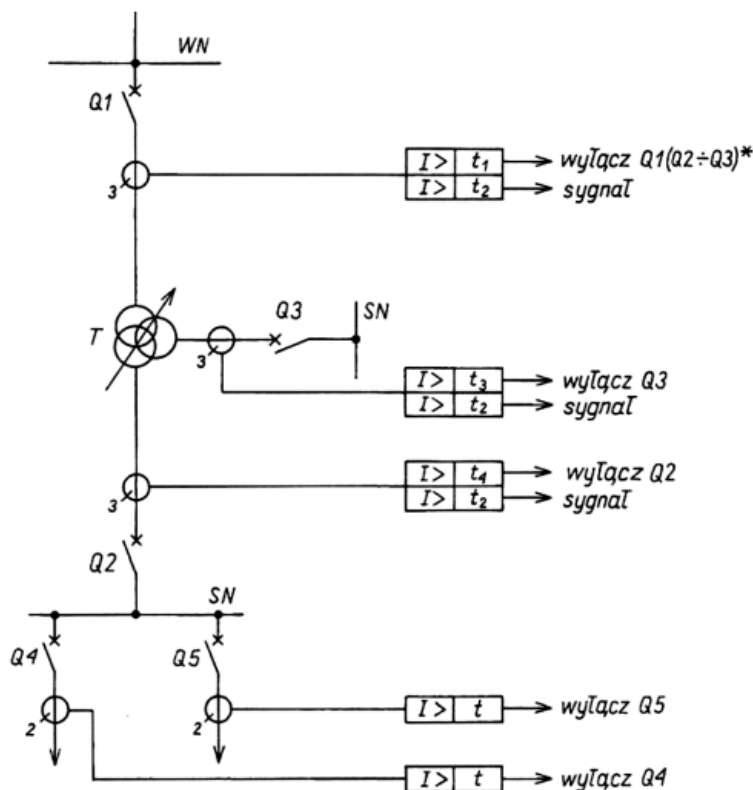 WN
Q1
3
I> t₁ wyłącz Q1(Q2÷Q3)*
I> t₂ sygnał
Q3
SN
T
3
I> t₃ wyłącz Q3
I> t₂ sygnał
I> t₄ wyłącz Q2
I> t₂ sygnał
3
Q2
SN
Q4
Q5
2
2
I> t wyłącz Q5
I> t wyłącz Q4